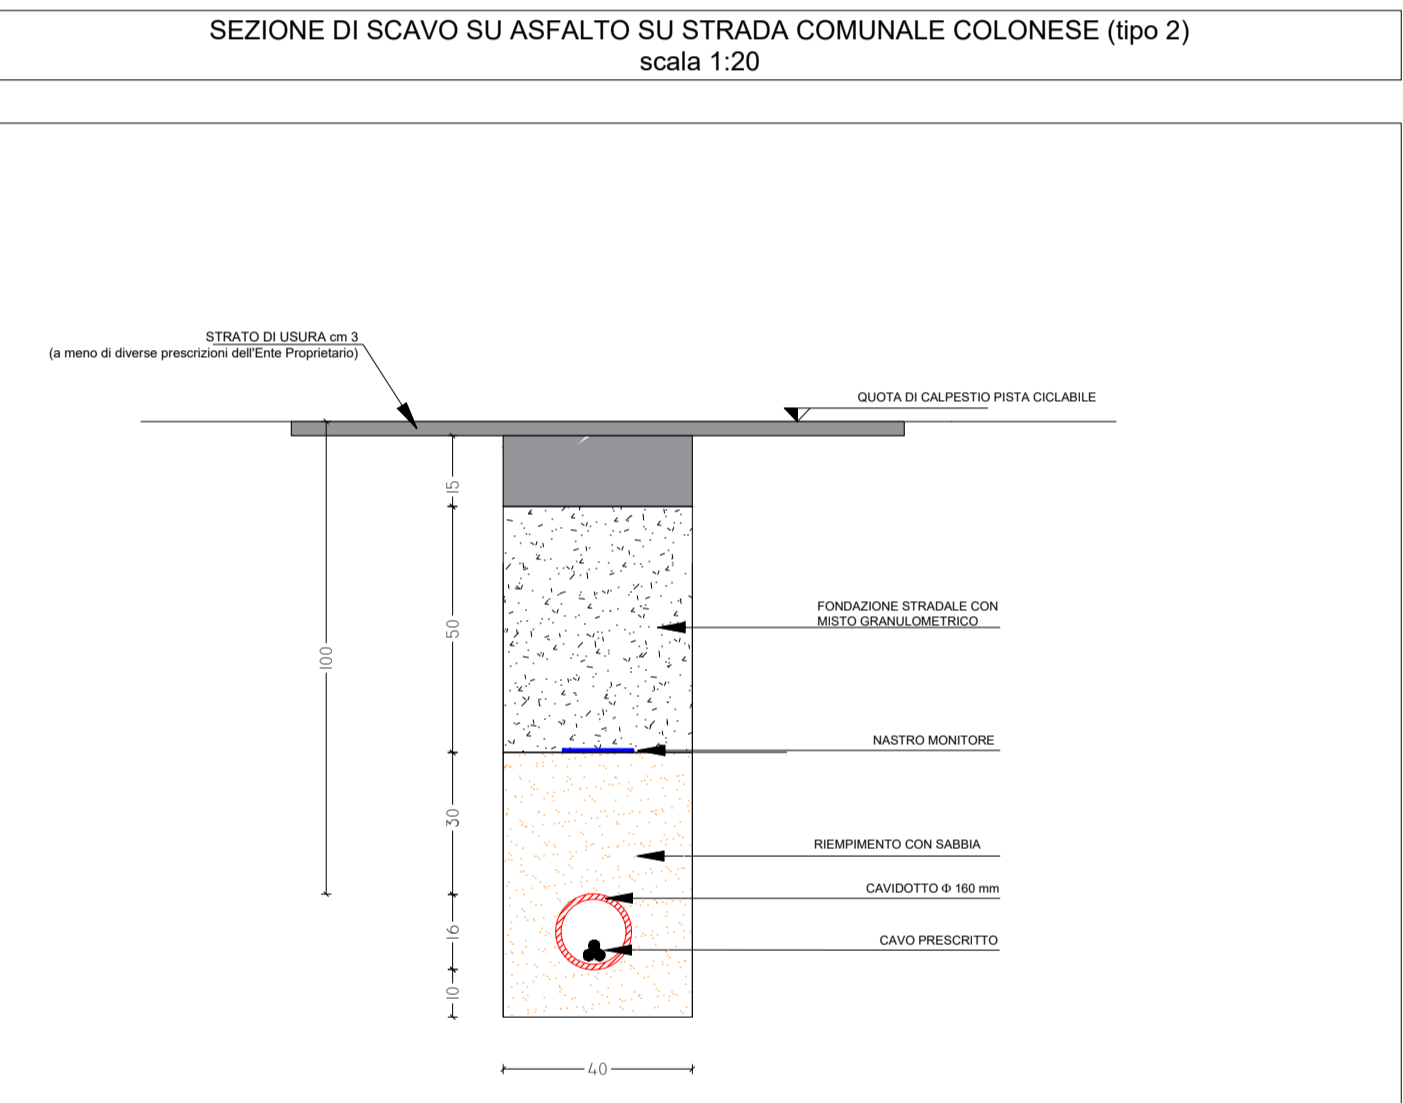 SEZIONE DI SCAVO SU ASFALTO SU STRADA COMUNALE COLONESE (tipo 2)
scala 1:20
STRATO DI USURA cm 3
(a meno di diverse prescrizioni dell'Ente Proprietario)
QUOTA DI CALPESTIO PISTA CICLABILE
15
50
100
FONDAZIONE STRADALE CON
MISTO GRANULOMETRICO
NASTRO MONITORE
30
RIEMPIMENTO CON SABBIA
CAVIDOTTO Φ 160 mm
16
CAVO PRESCRITTO
10
40